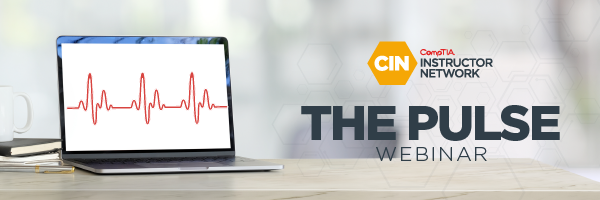 CIN
CompTIA.
INSTRUCTOR
NETWORK
THE PULSE
WEBINAR